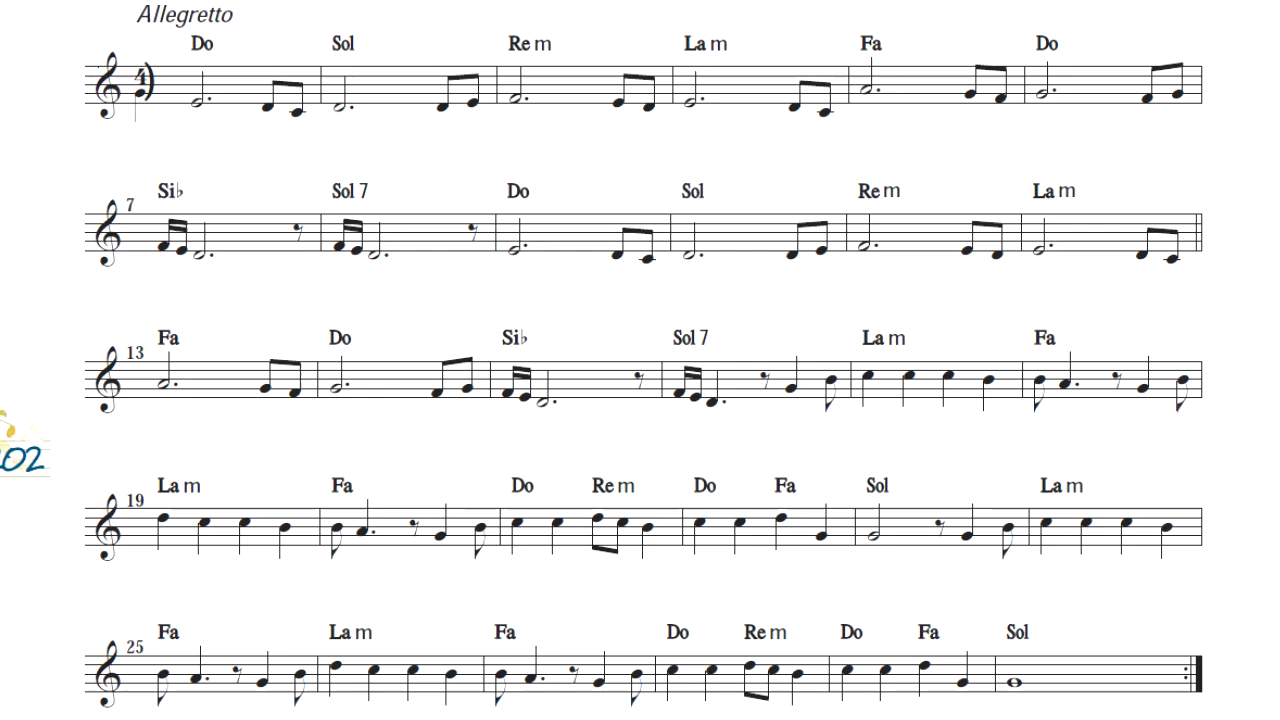 Allegretto
Do Sol Re m La m Fa Do
4
7
Si♭ Sol 7 Do Sol Re m La m
13
Fa Do Si♭ Sol 7 La m Fa
202
19
La m Fa Do Re m Do Fa Sol La m
25
Fa La m Fa Do Re m Do Fa Sol